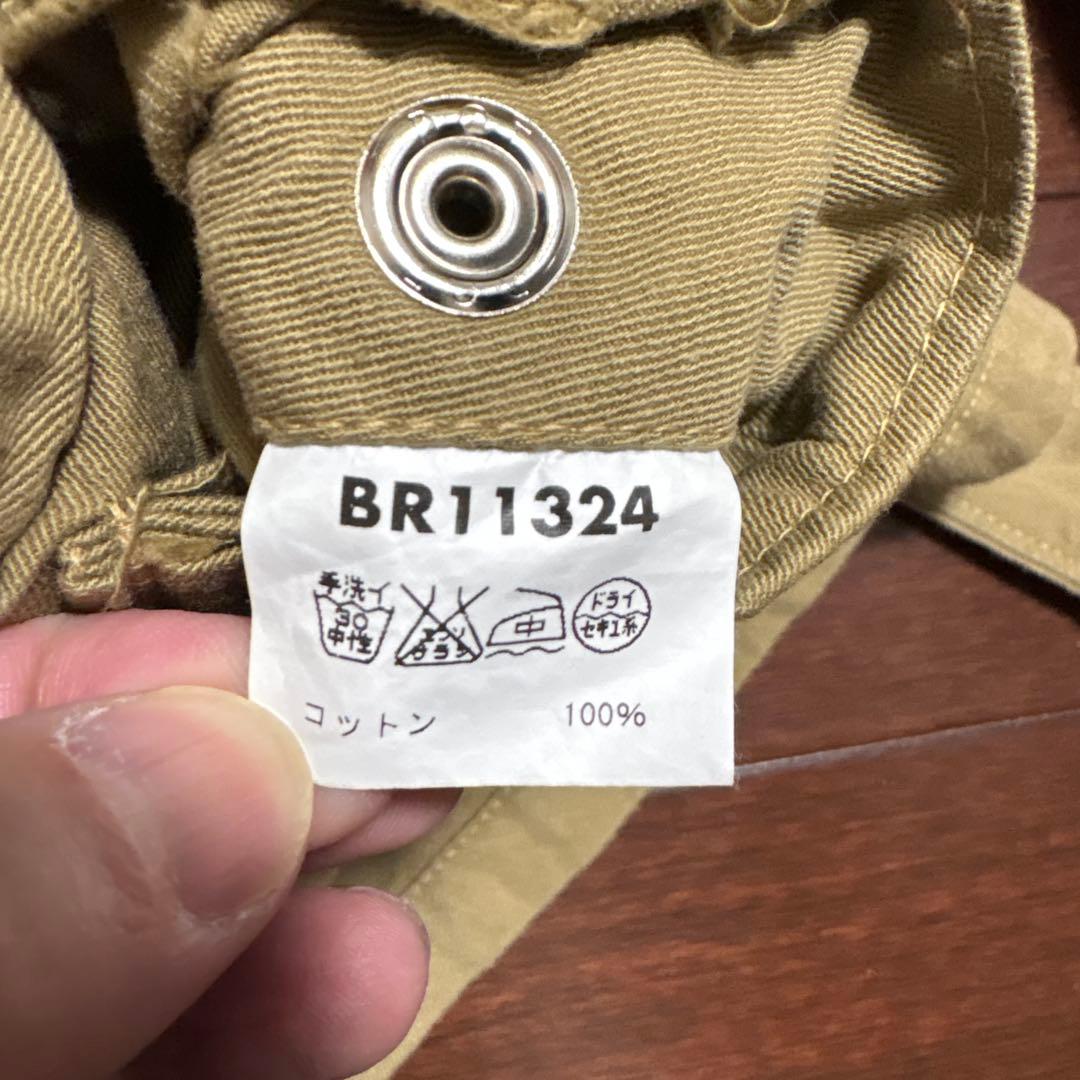 BR11324
手洗イ
30
中性
エンソ
サラシ
中
ドライ
セキユ系
コットン 100%